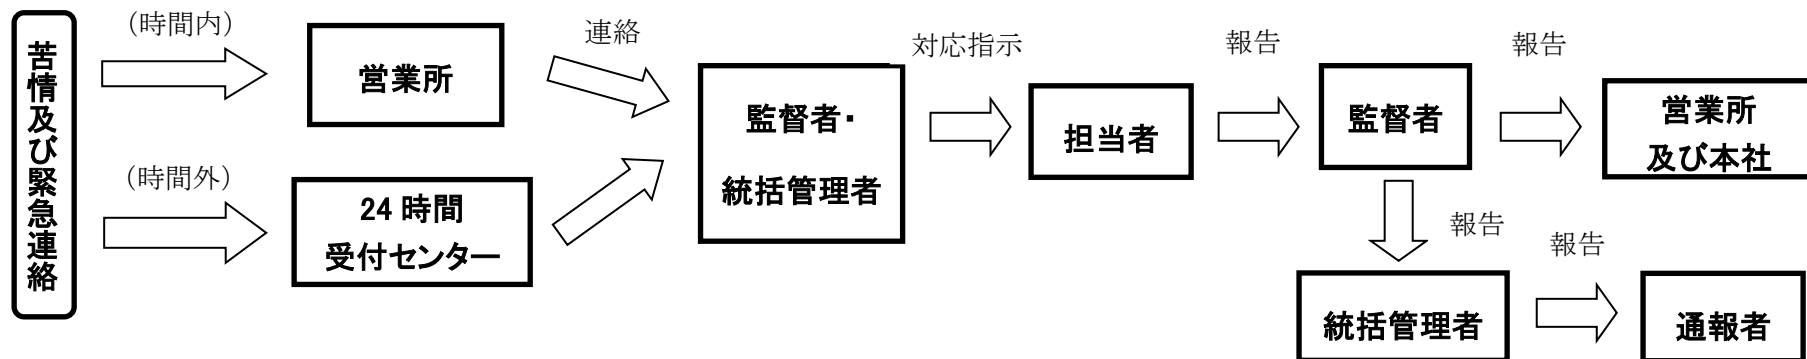 苦情及び緊急連絡
(時間内)
営業所
(時間外)
24時間
受付センター
連絡
監督者・
統括管理者
対応指示
担当者
報告
監督者
報告
営業所
及び本社
報告
統括管理者
報告
通報者